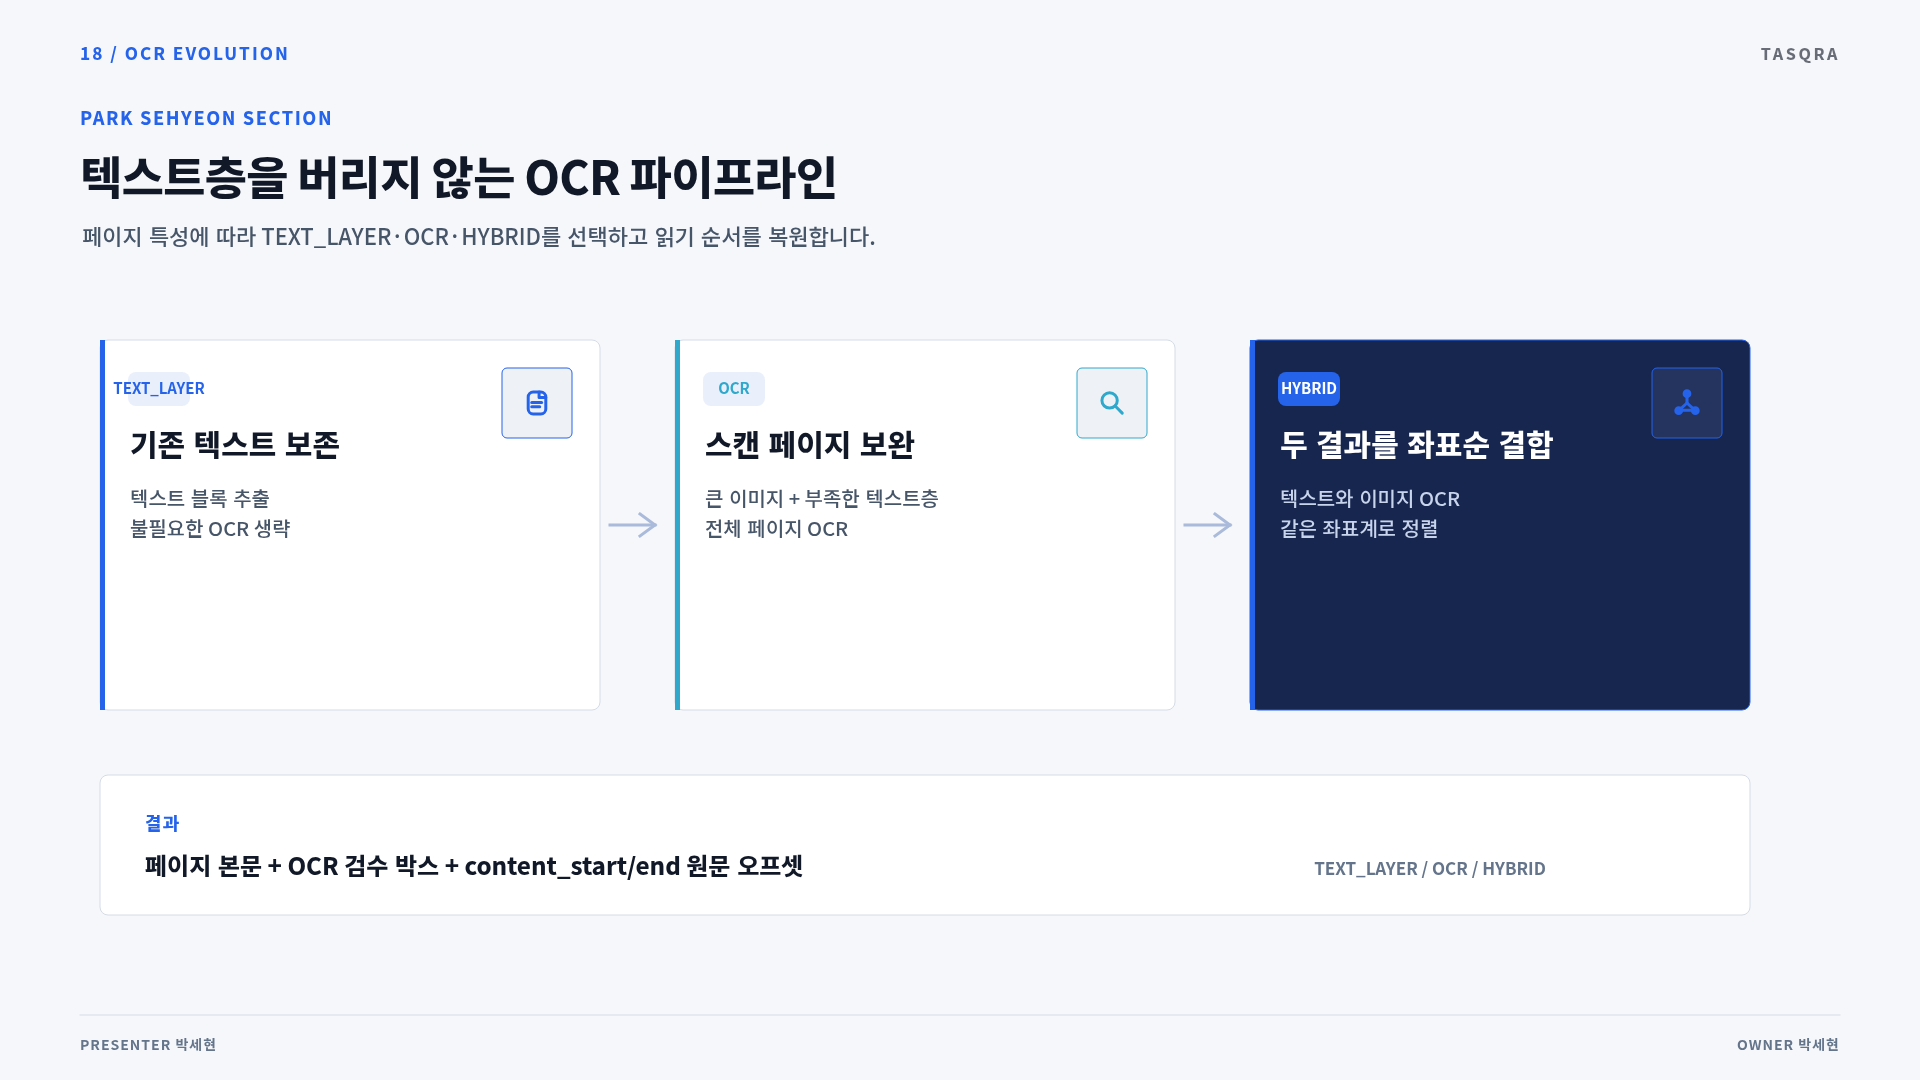 18 / OCR EVOLUTION
TASQRA
PARK SEHYEON SECTION
텍스트층을 버리지 않는 OCR 파이프라인
페이지 특성에 따라 TEXT_LAYER·OCR·HYBRID를 선택하고 읽기 순서를 복원합니다.
TEXT_LAYER
기존 텍스트 보존
텍스트 블록 추출
불필요한 OCR 생략
OCR
스캔 페이지 보완
큰 이미지 + 부족한 텍스트층
전체 페이지 OCR
HYBRID
두 결과를 좌표순 결합
텍스트와 이미지 OCR
같은 좌표계로 정렬
결과
페이지 본문 + OCR 검수 박스 + content_start/end 원문 오프셋
TEXT_LAYER / OCR / HYBRID
PRESENTER 박세현
OWNER 박세현